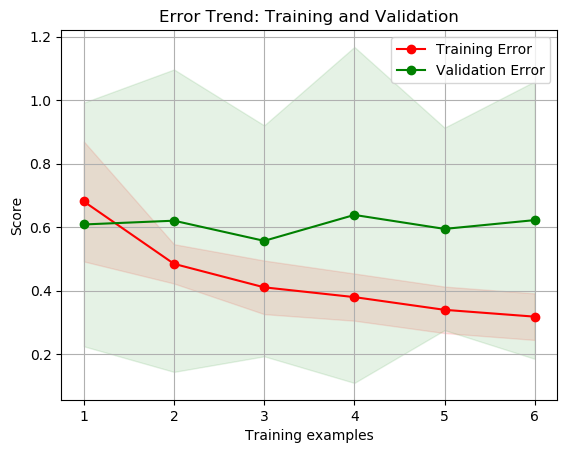 Error Trend: Training and Validation
Training Error
Validation Error
Score
1.2
1.0
0.8
0.6
0.4
0.2
1 2 3 4 5 6
Training examples